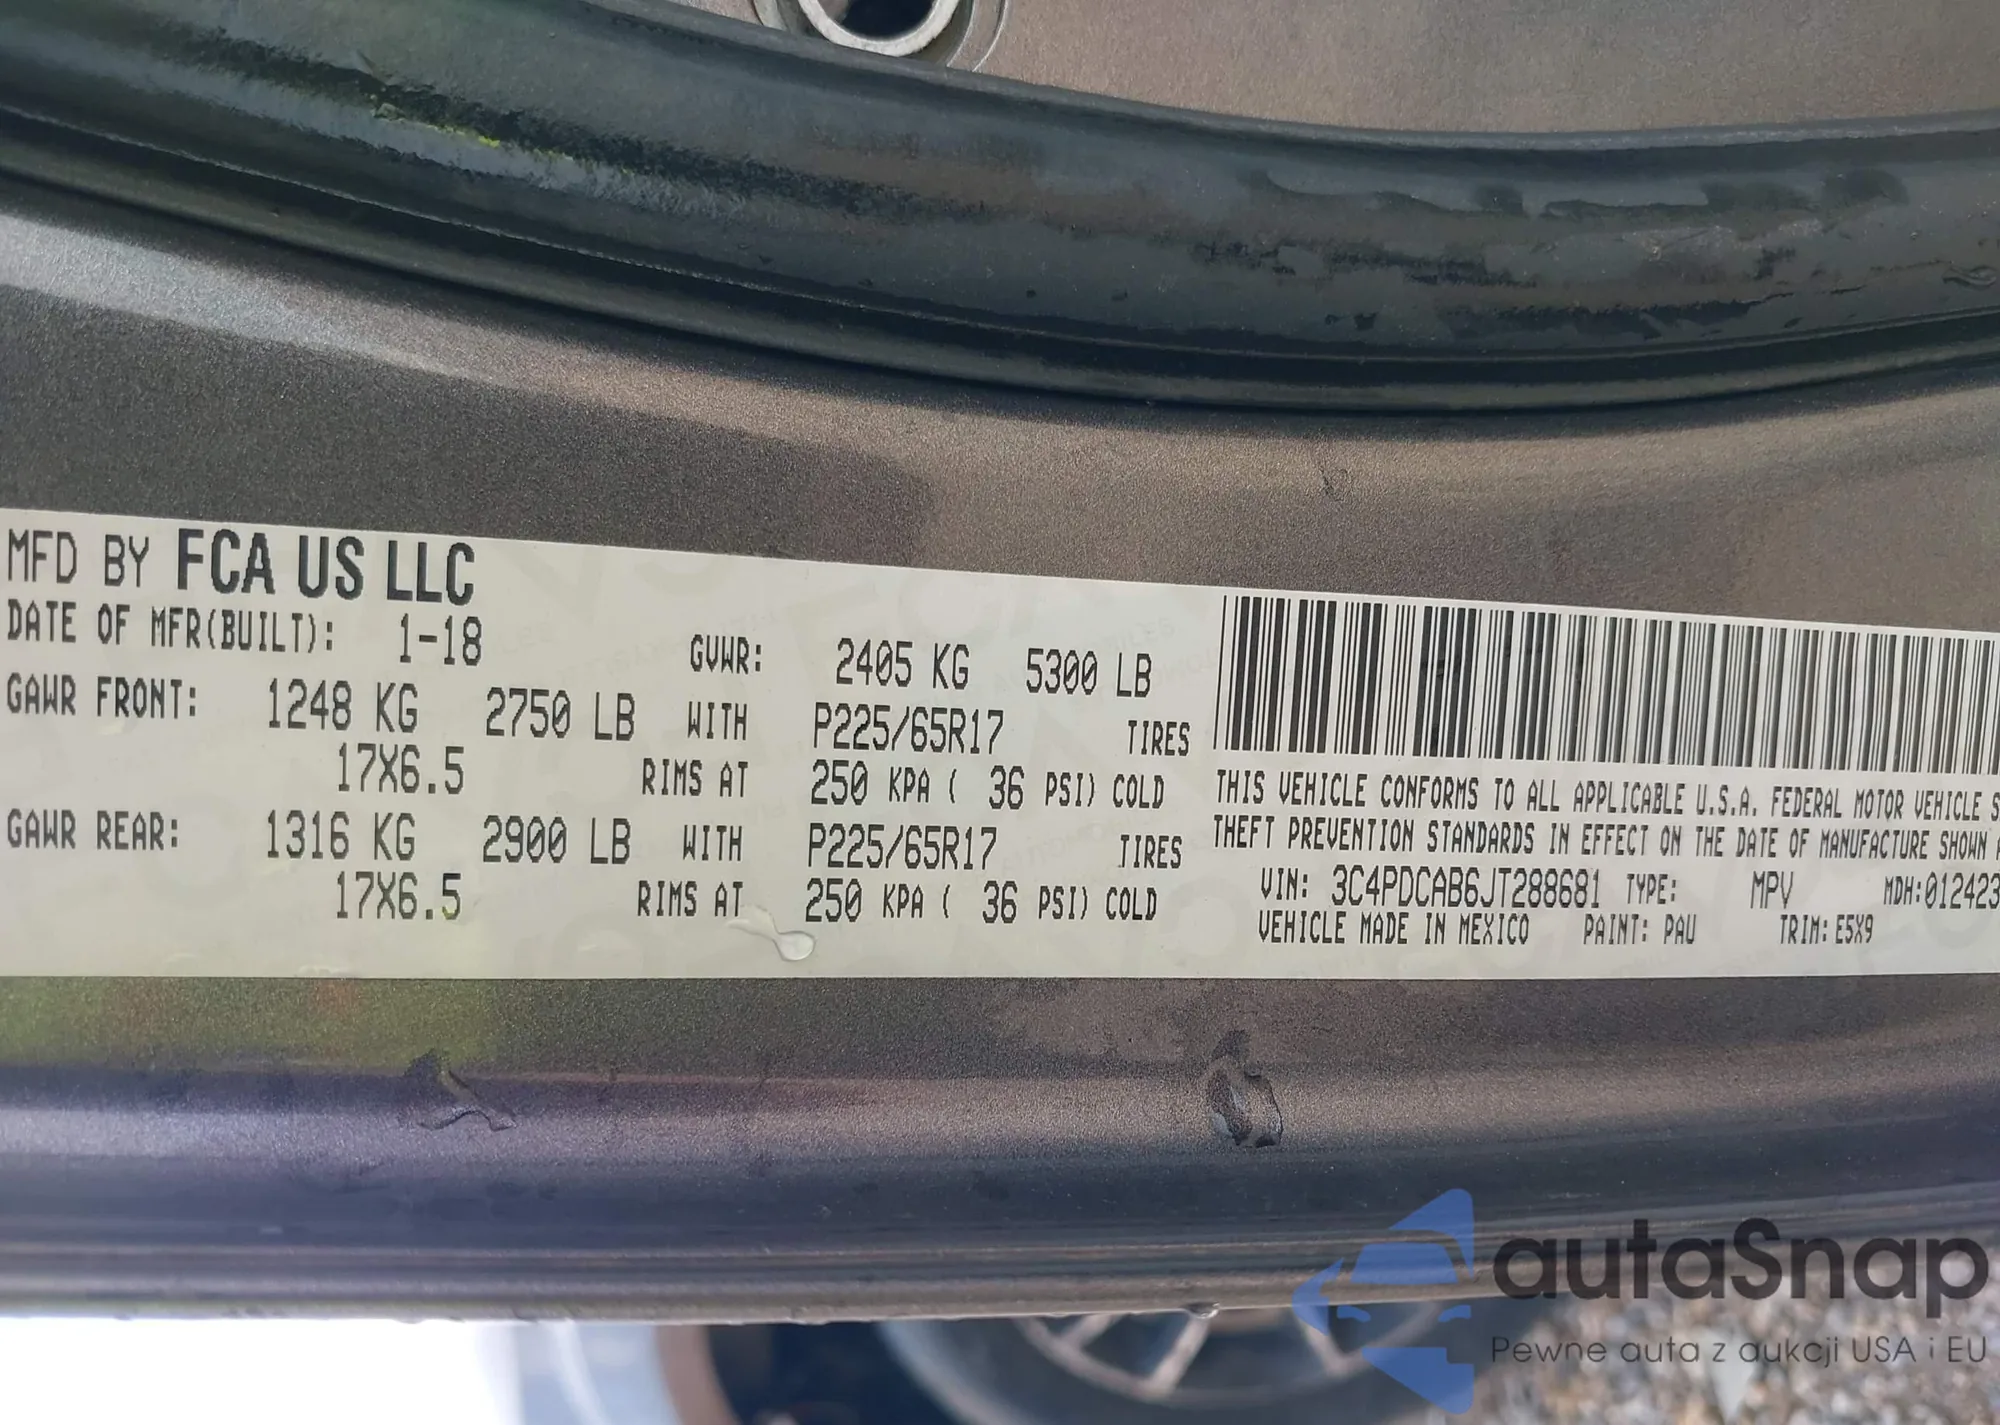 MFD BY FCA US LLC
DATE OF MFR(BUILT): 1-18 GVWR: 2405 KG 5300 LB
GAWR FRONT: 1248 KG 2750 LB WITH P225/65R17 TIRES
17X6.5 RIMS AT 250 KPA ( 36 PSI) COLD
GAWR REAR: 1316 KG 2900 LB WITH P225/65R17 TIRES
17X6.5 RIMS AT 250 KPA ( 36 PSI) COLD
THIS VEHICLE CONFORMS TO ALL APPLICABLE U.S.A. FEDERAL MOTOR VEHICLE S
THEFT PREVENTION STANDARDS IN EFFECT ON THE DATE OF MANUFACTURE SHOWN
VIN: 3C4PDCAB6JT288681 TYPE: MPV MDH:012423
VEHICLE MADE IN MEXICO PAINT: PAU TRIM: E5X9
autaSnap
Pewne auta z aukcji USA i EU